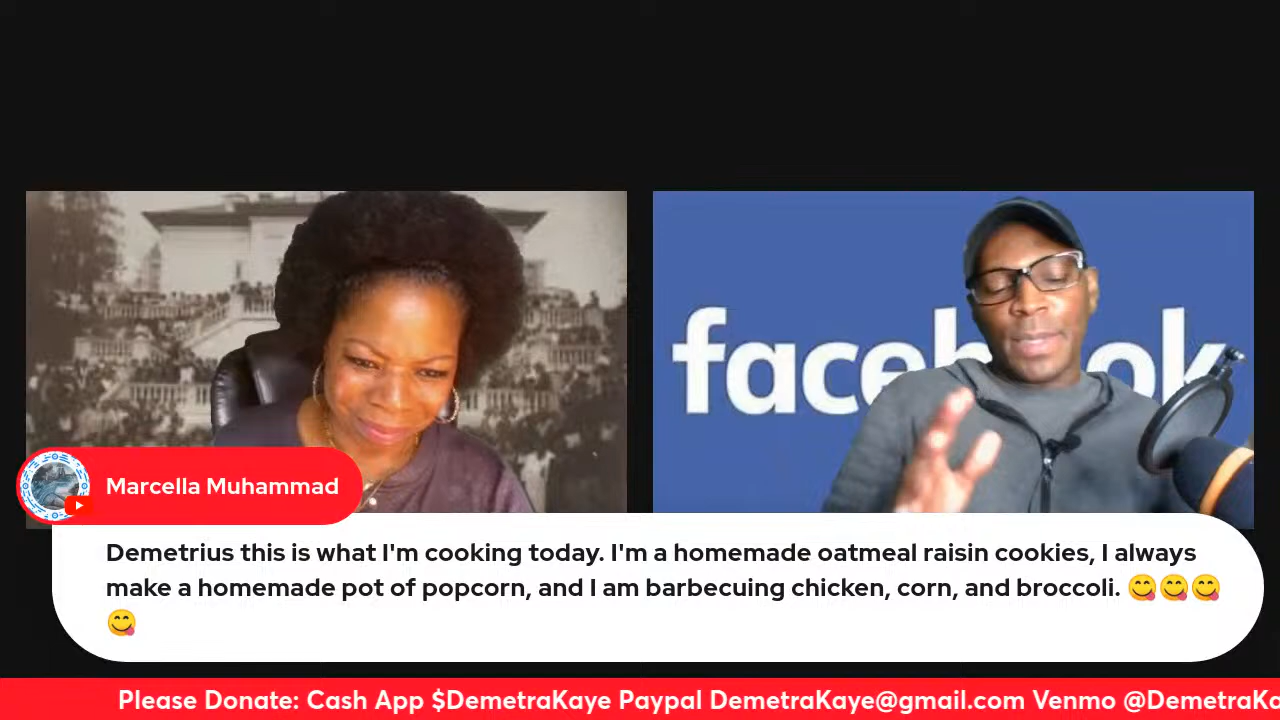 facebook
Marcella Muhammad
Demetrius this is what I'm cooking today. I'm a homemade oatmeal raisin cookies, I always
make a homemade pot of popcorn, and I am barbecuing chicken, corn, and broccoli. 😋😋😋
😋
Please Donate: Cash App $DemetraKaye Paypal DemetraKaye@gmail.com Venmo @DemetraKa